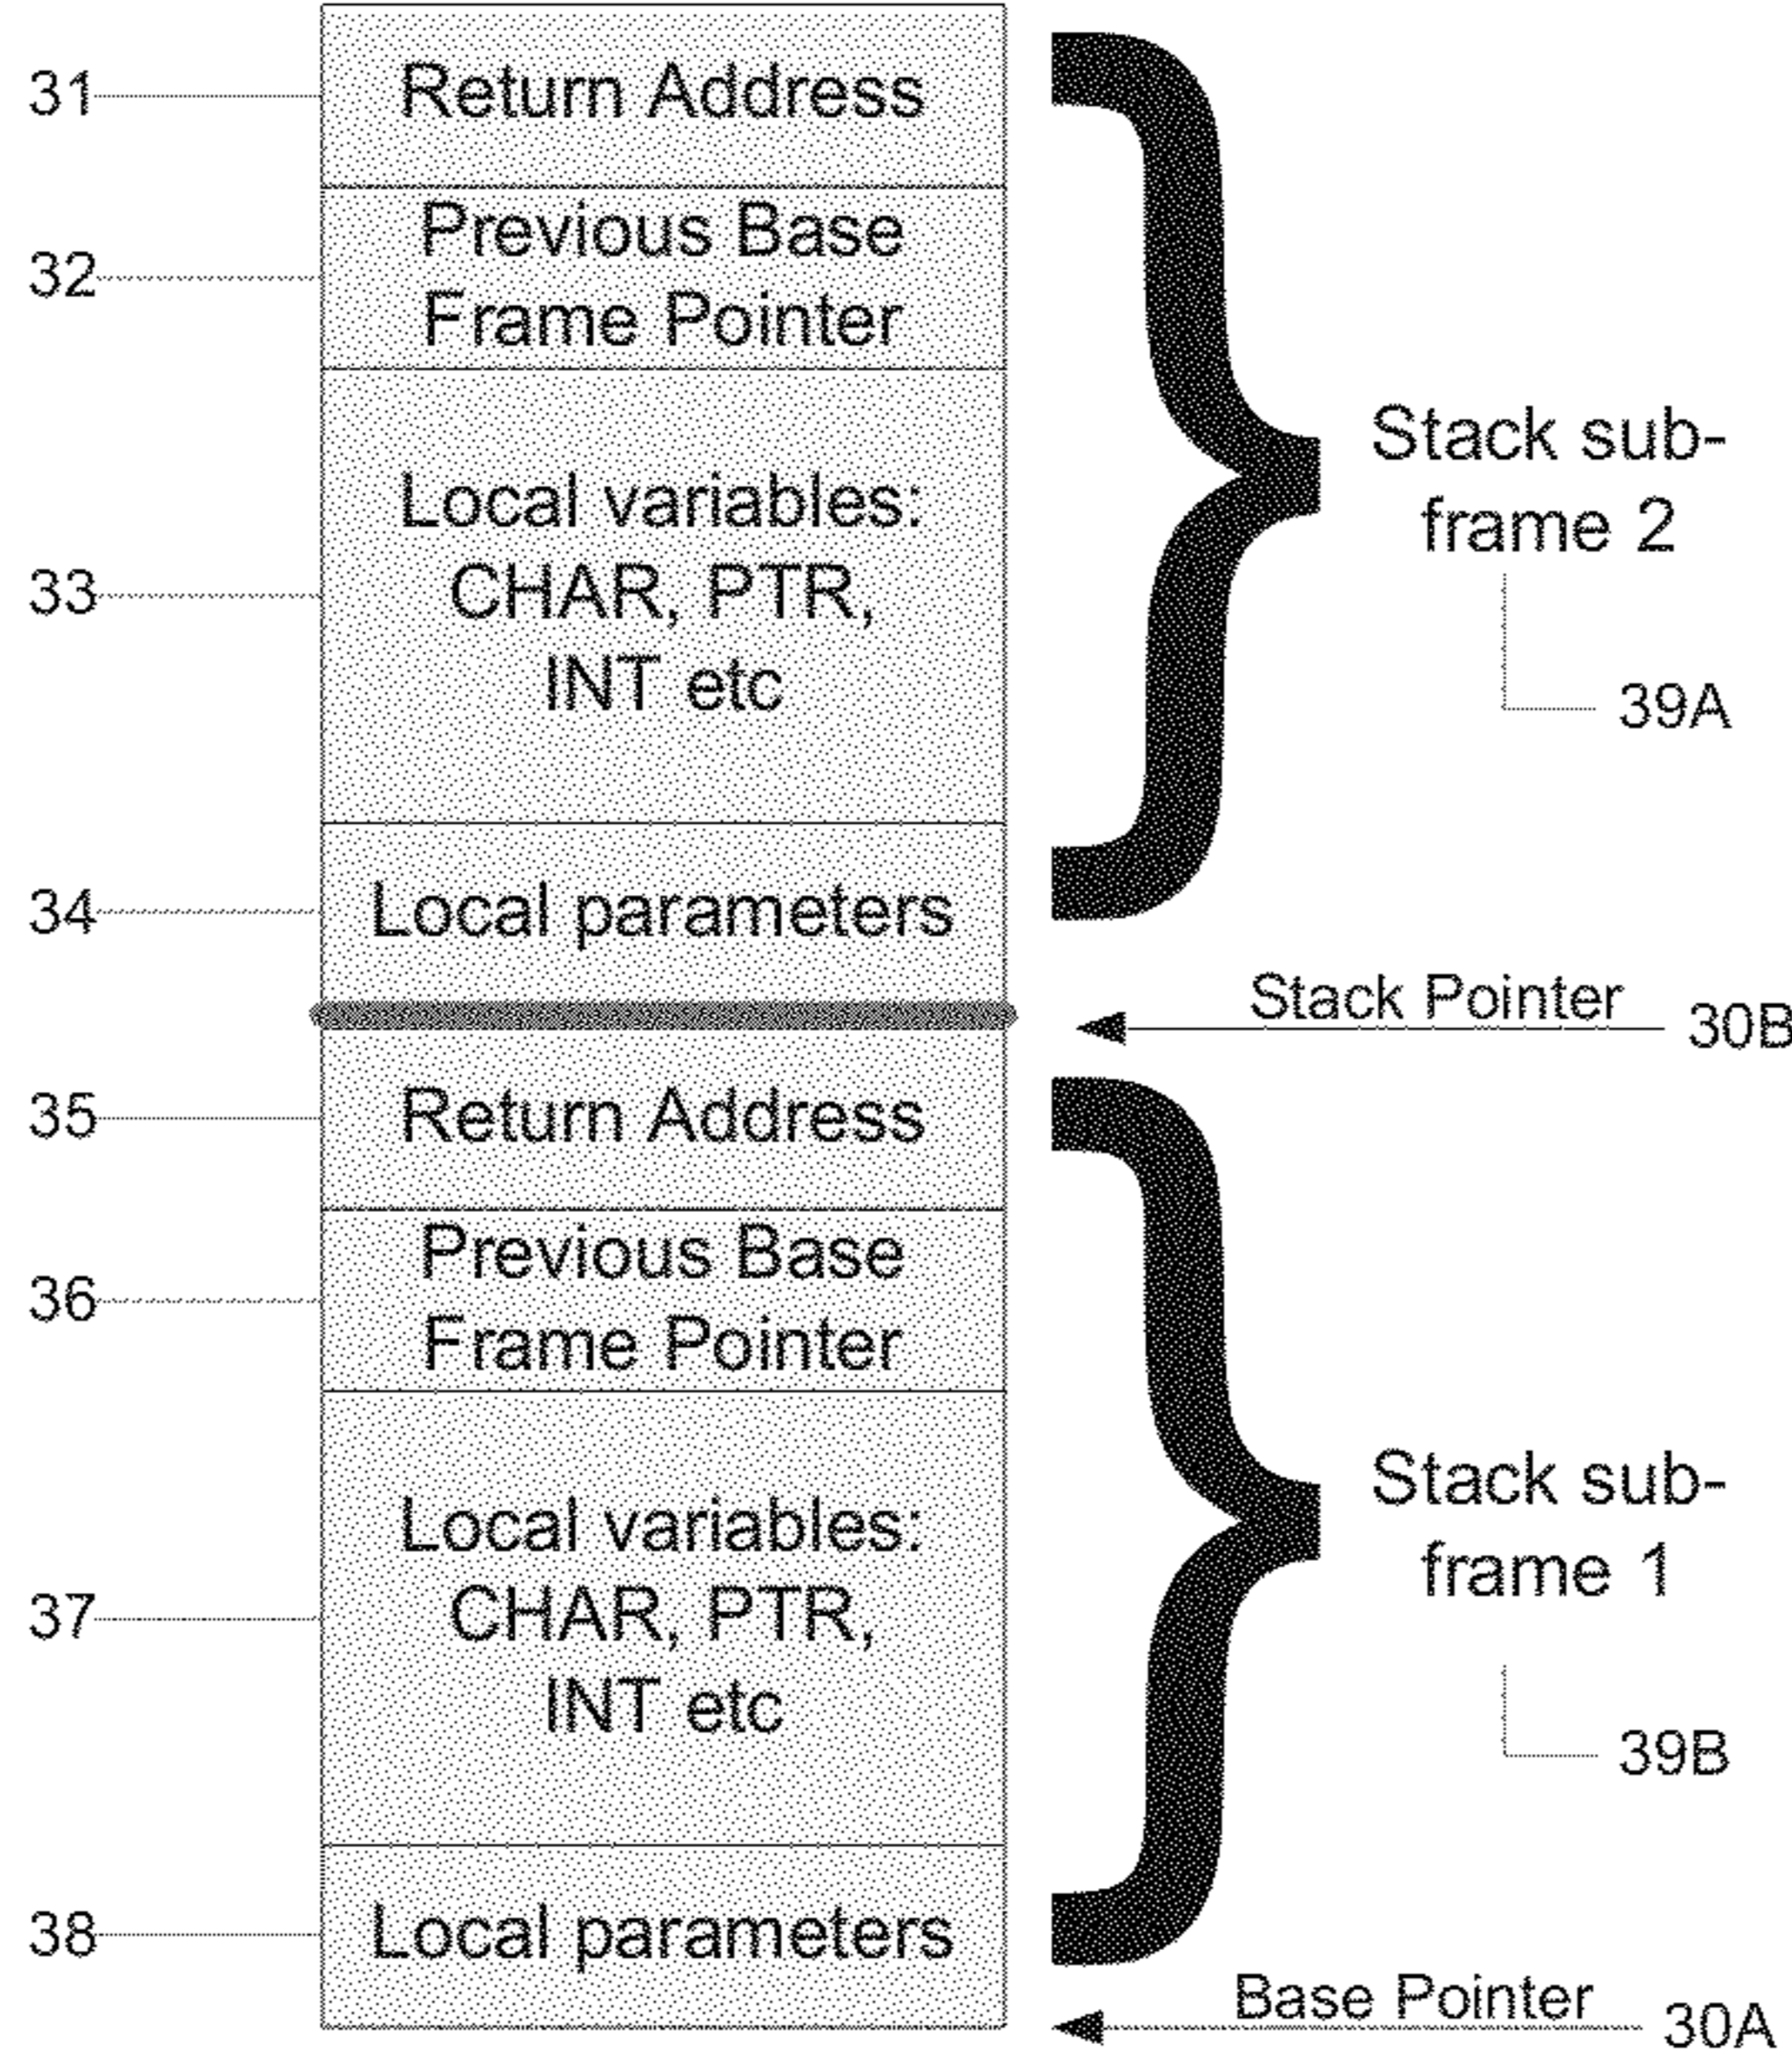 31
Return Address
32
Previous Base
Frame Pointer
33
Local variables:
CHAR, PTR,
INT etc
Stack sub-
frame 2
39A
34
Local parameters
Stack Pointer
30B
35
Return Address
36
Previous Base
Frame Pointer
37
Local variables:
CHAR, PTR,
INT etc
Stack sub-
frame 1
39B
38
Local parameters
Base Pointer
30A